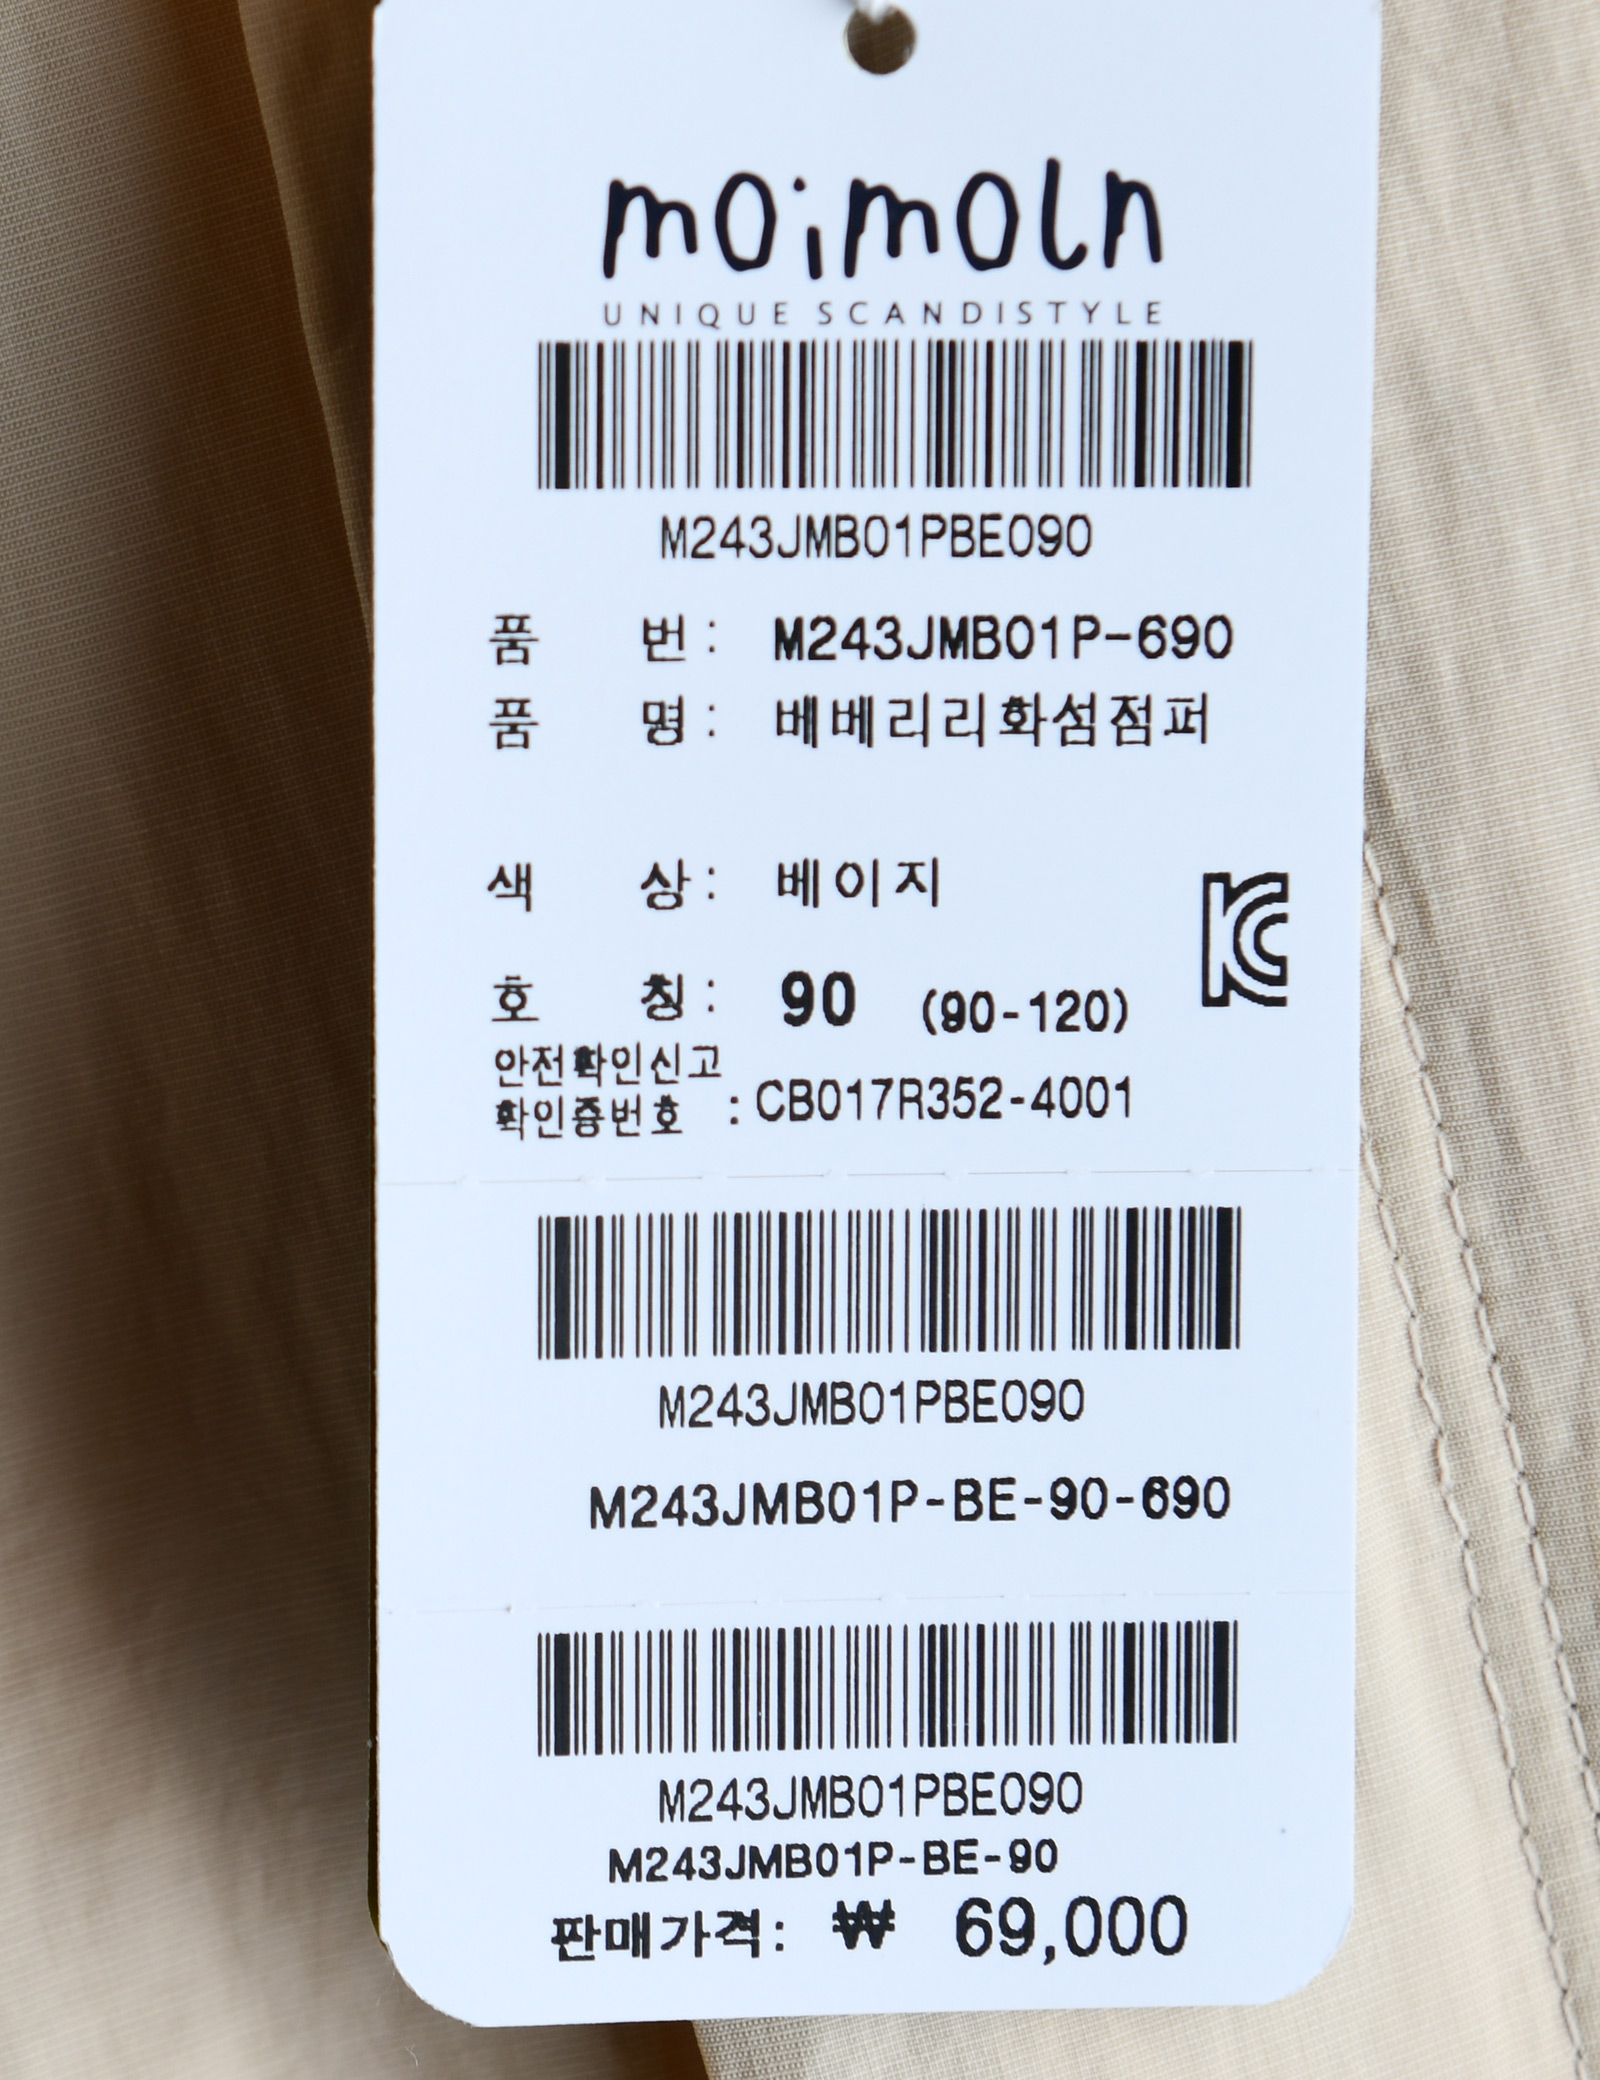 moimoln
UNIQUE SCANDISTYLE
M243JMB01PBE090
품 번 : M243JMB01P-690
품 명 : 베베리리화섬점퍼
색 상 : 베이지
호 칭 : 90 (90-120)
안전확인신고
확인증번호 : CB017R352-4001
M243JMB01PBE090
M243JMB01P-BE-90-690
M243JMB01PBE090
M243JMB01P-BE-90
판매가격: ₩ 69,000